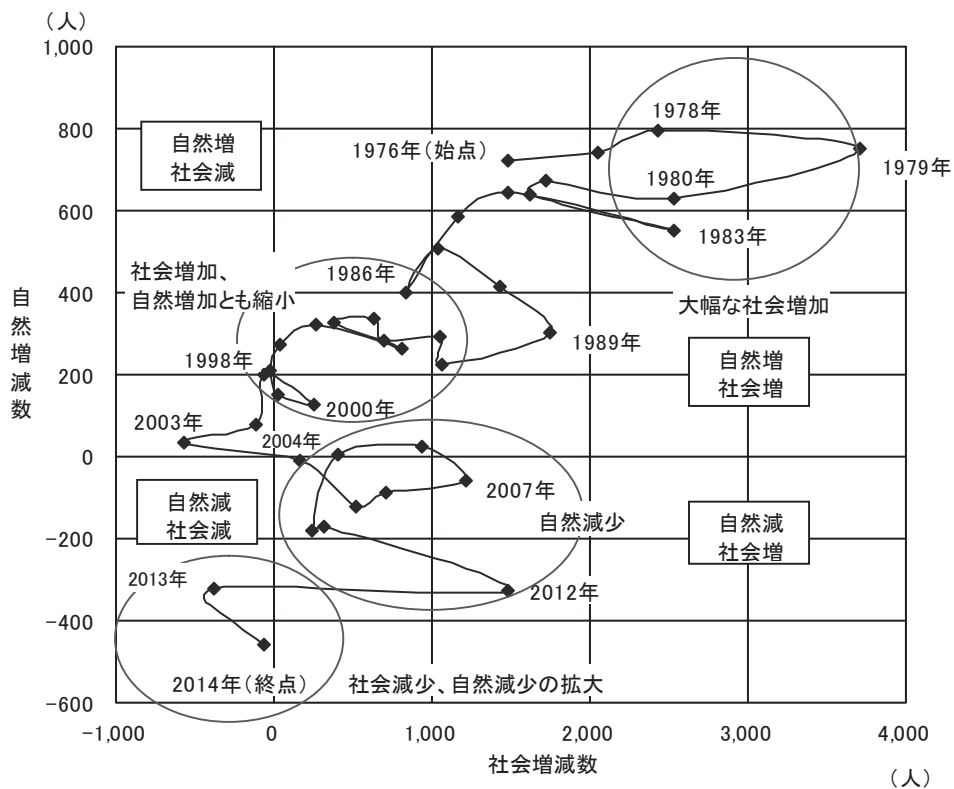 （人）
1,000
800
600
400
200
0
−200
−400
−600
−1,000
0
1,000
2,000
3,000
4,000
自然増減数
社会増減数
（人）
自然増
社会減
1976年（始点）
1978年
1979年
1980年
1983年
大幅な社会増加
社会増加、
自然増加とも縮小
1986年
1989年
1998年
2000年
自然増
社会増
2003年
2004年
2007年
自然減少
自然減
社会減
自然減
社会増
2012年
2013年
2014年（終点）
社会減少、自然減少の拡大